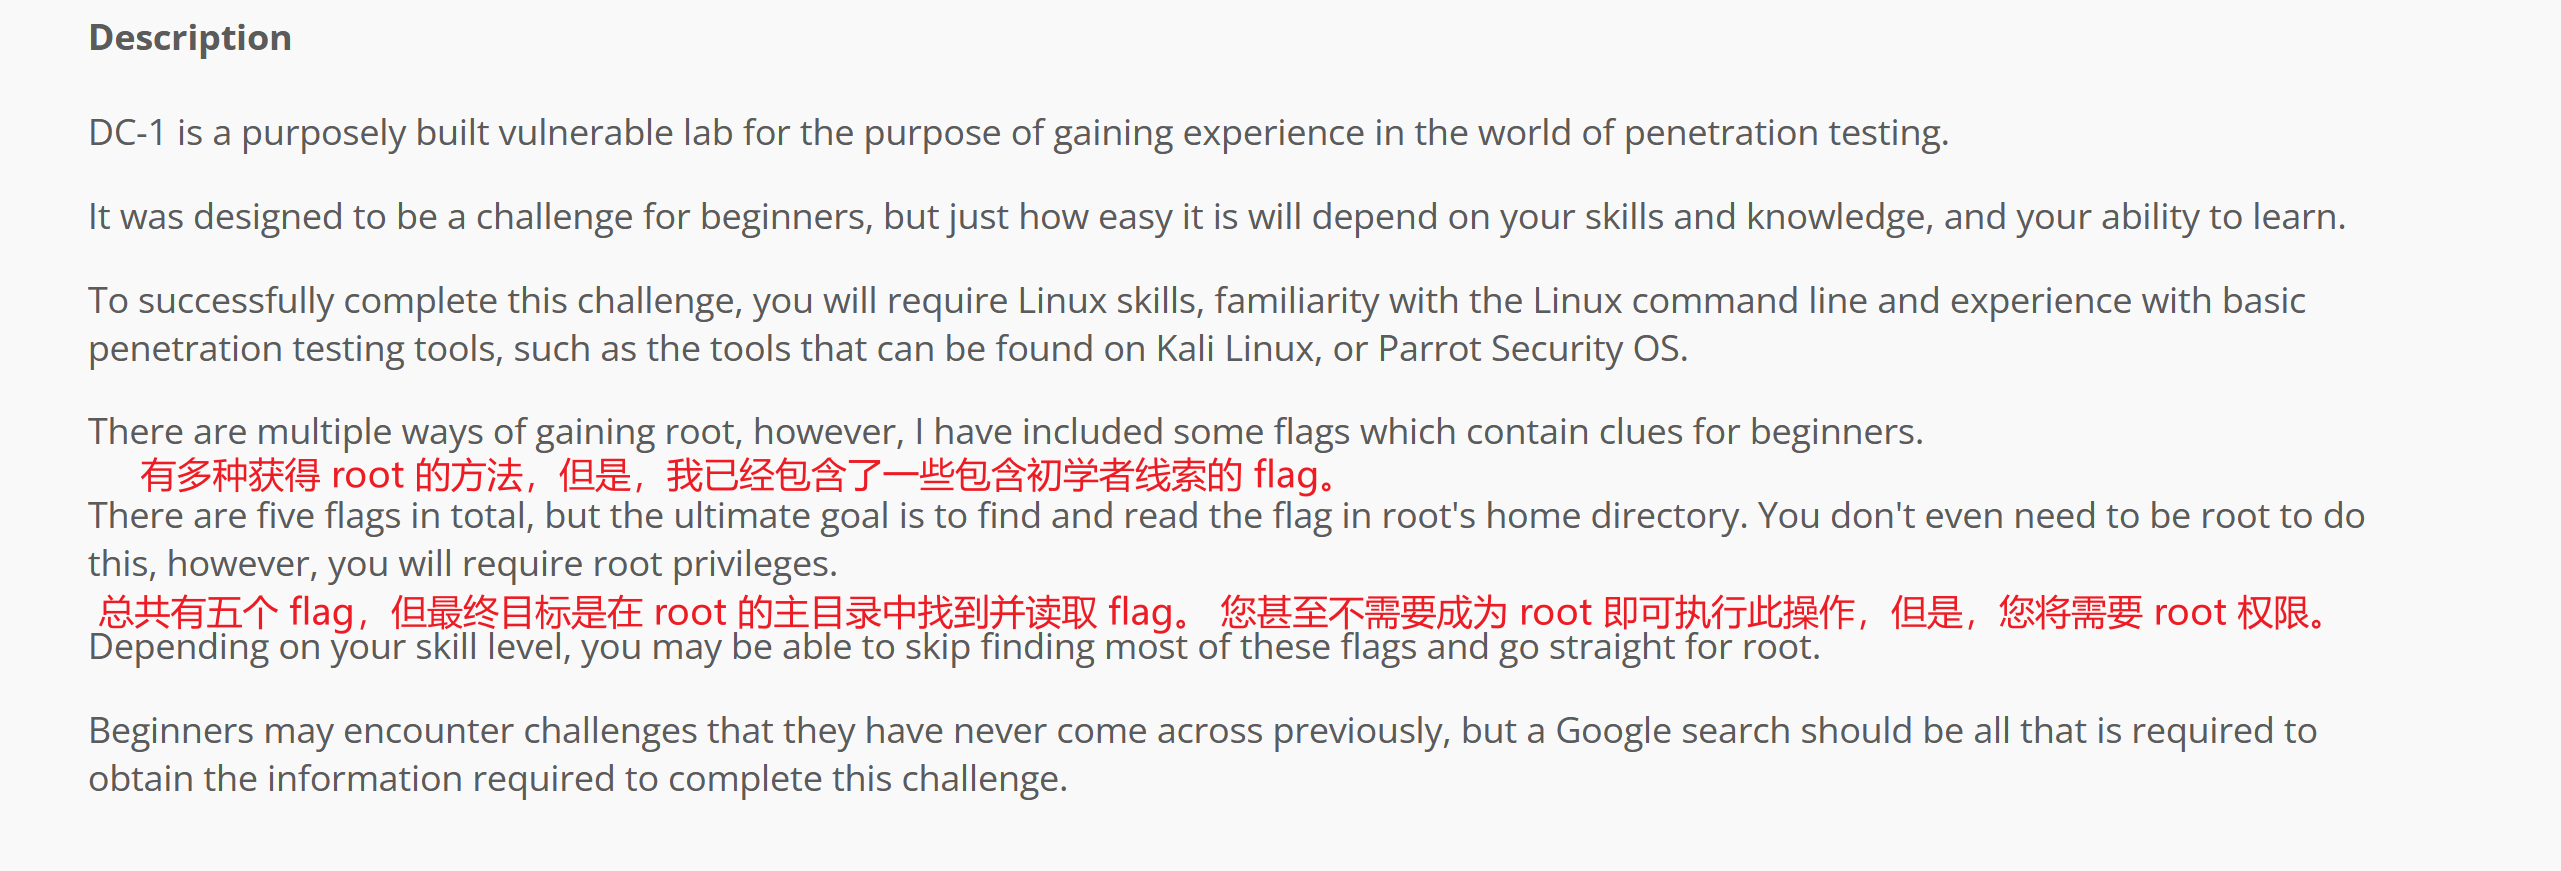 Description
DC-1 is a purposely built vulnerable lab for the purpose of gaining experience in the world of penetration testing.
It was designed to be a challenge for beginners, but just how easy it is will depend on your skills and knowledge, and your ability to learn.
To successfully complete this challenge, you will require Linux skills, familiarity with the Linux command line and experience with basic
penetration testing tools, such as the tools that can be found on Kali Linux, or Parrot Security OS.
There are multiple ways of gaining root, however, I have included some flags which contain clues for beginners.
有多种获得 root 的方法，但是，我已经包含了一些包含初学者线索的 flag。
There are five flags in total, but the ultimate goal is to find and read the flag in root's home directory. You don't even need to be root to do
this, however, you will require root privileges.
总共有五个 flag，但最终目标是在 root 的主目录中找到并读取 flag。 您甚至不需要成为 root 即可执行此操作，但是，您将需要 root 权限。
Depending on your skill level, you may be able to skip finding most of these flags and go straight for root.
Beginners may encounter challenges that they have never come across previously, but a Google search should be all that is required to
obtain the information required to complete this challenge.